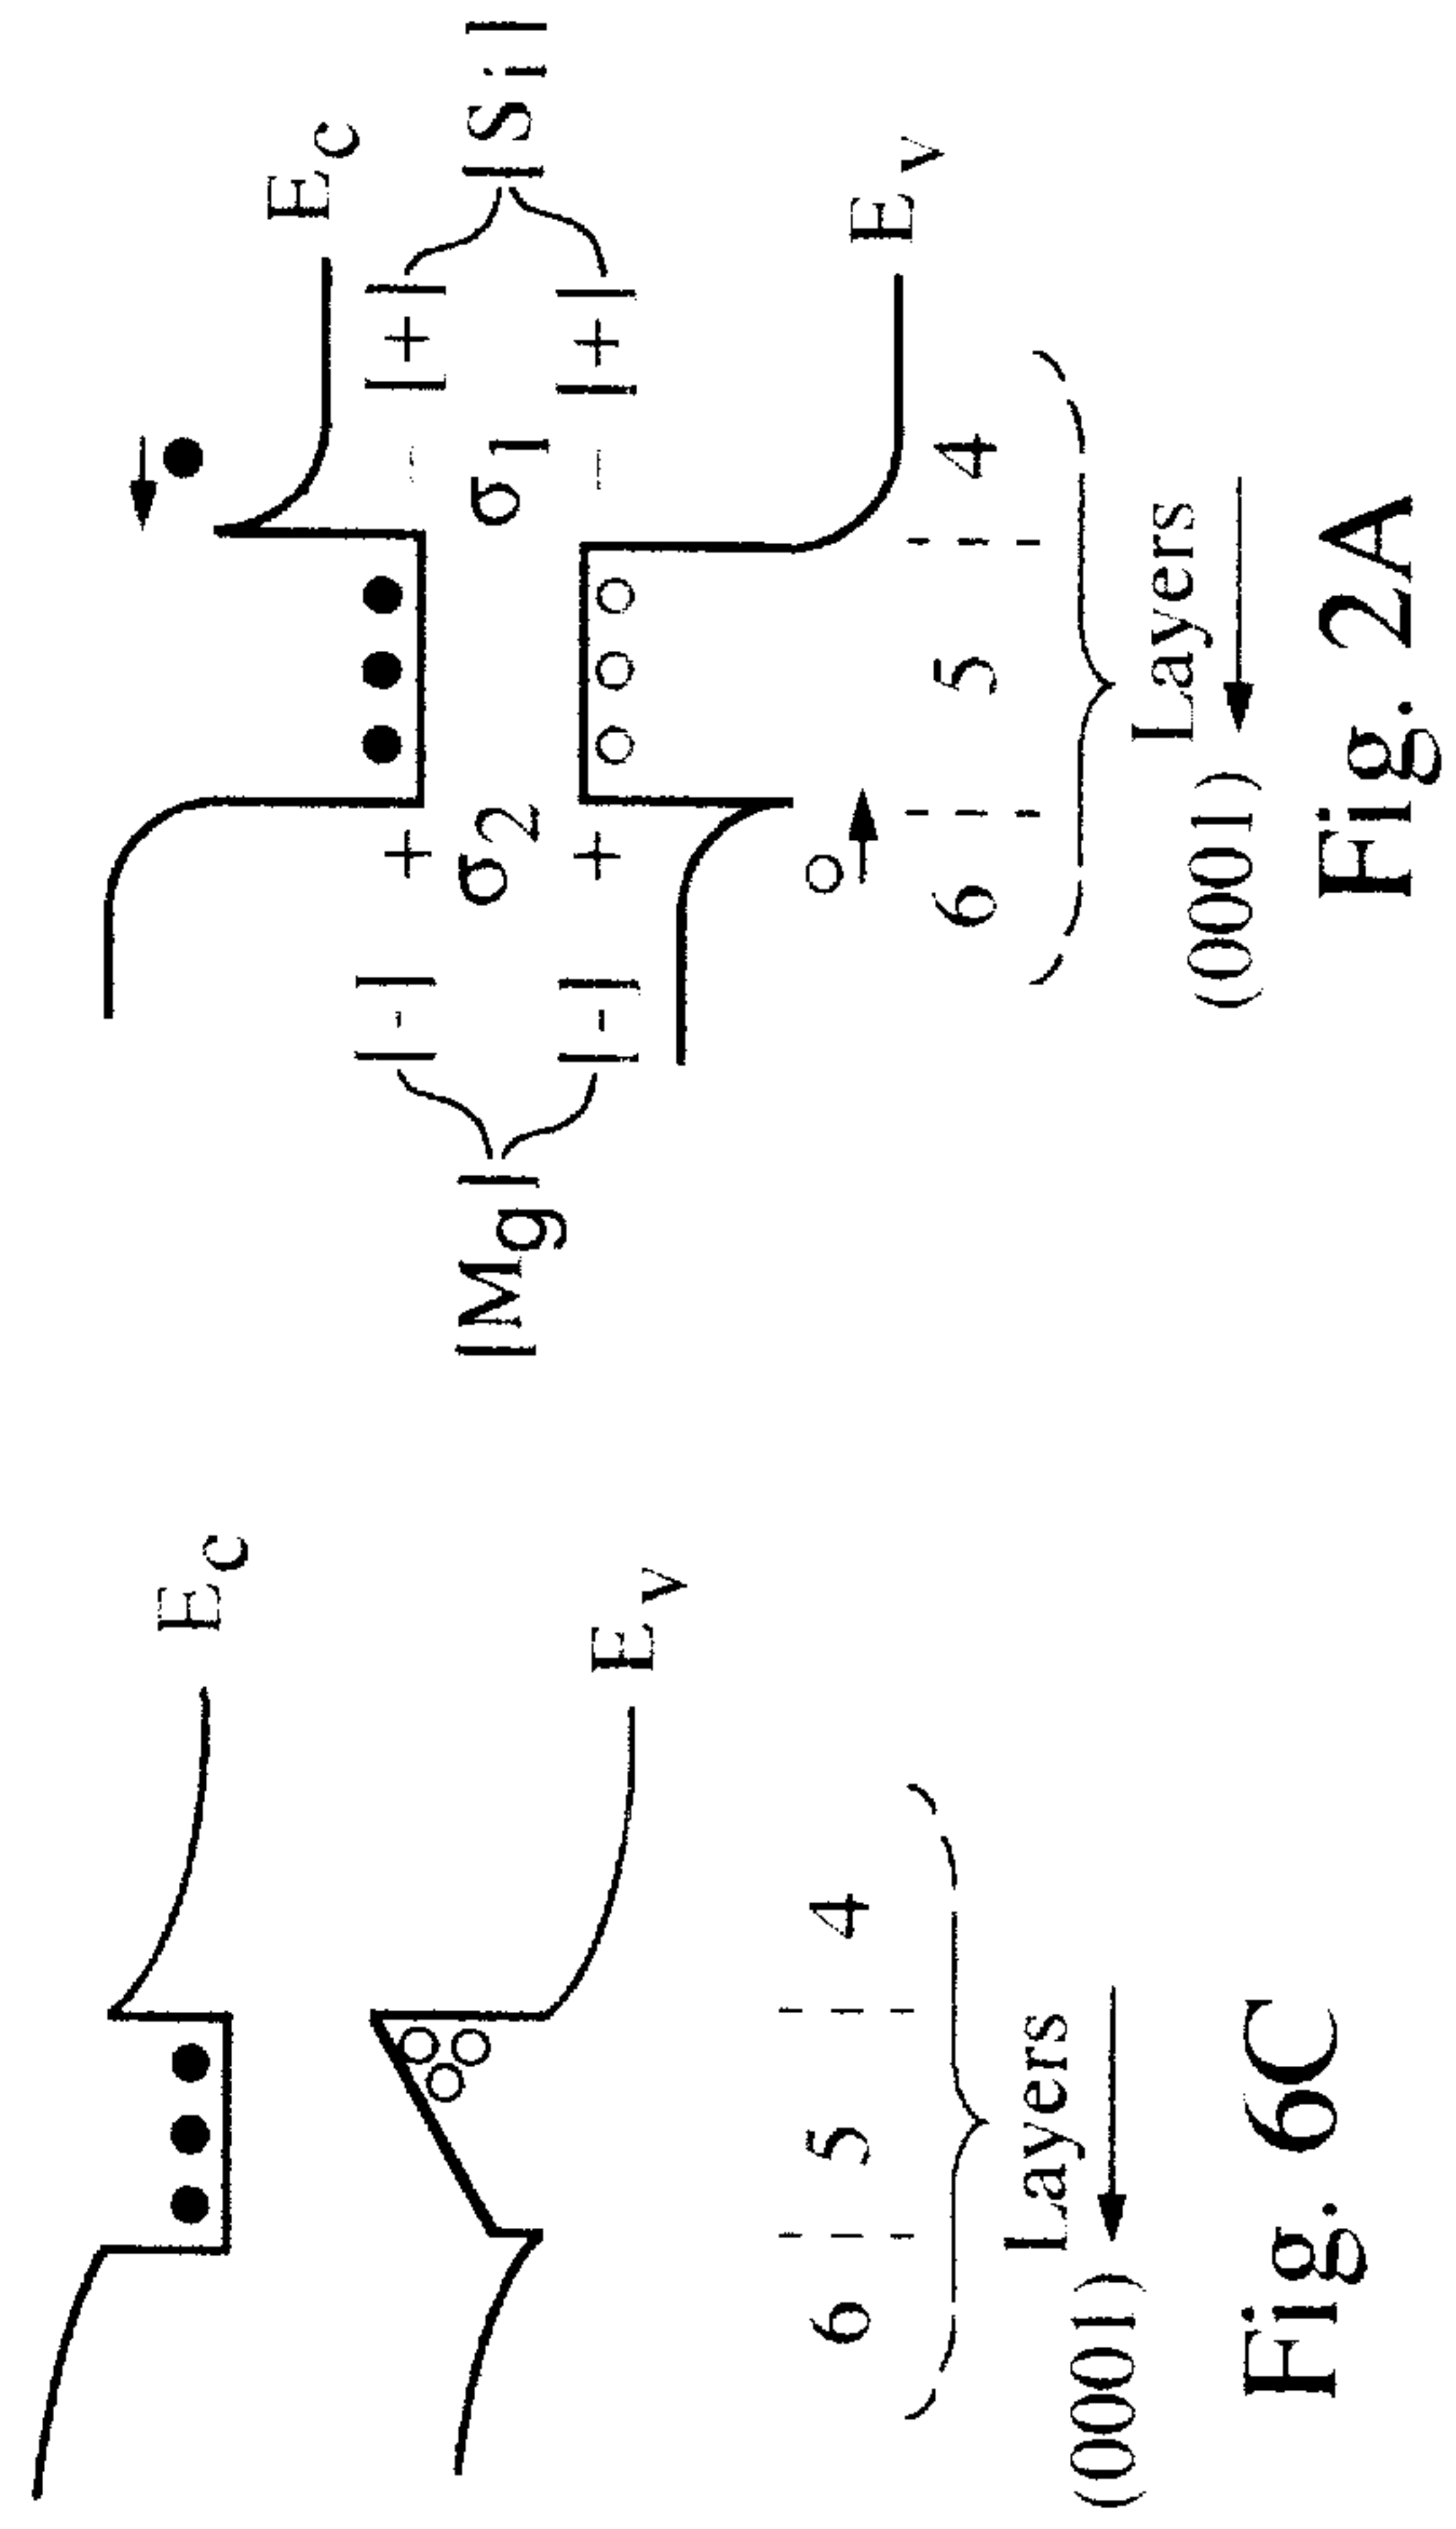 Ec
Ev
6 5 4
Layers
(0001)
Fig. 6C
Ec
|Mg|
|-|
|-|
+
+
σ2
σ1
−
−
|+|
|+|
|Si|
Ev
6 5 4
Layers
(0001)
Fig. 2A